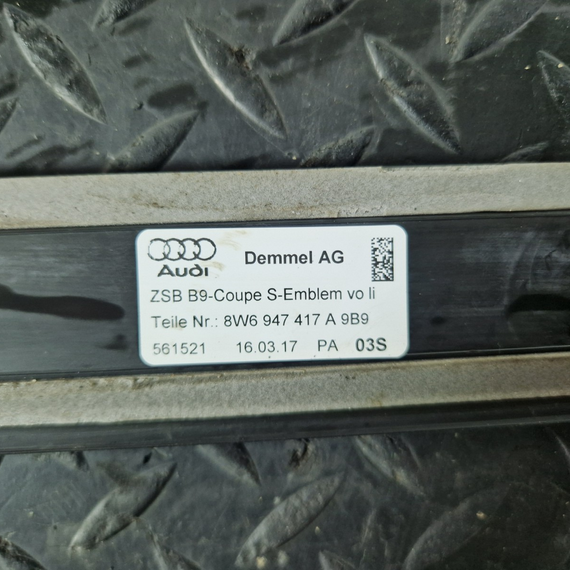 Audi
Demmel AG
ZSB B9-Coupe S-Emblem vo li
Teile Nr.: 8W6 947 417 A 9B9
561521 16.03.17 PA 03S